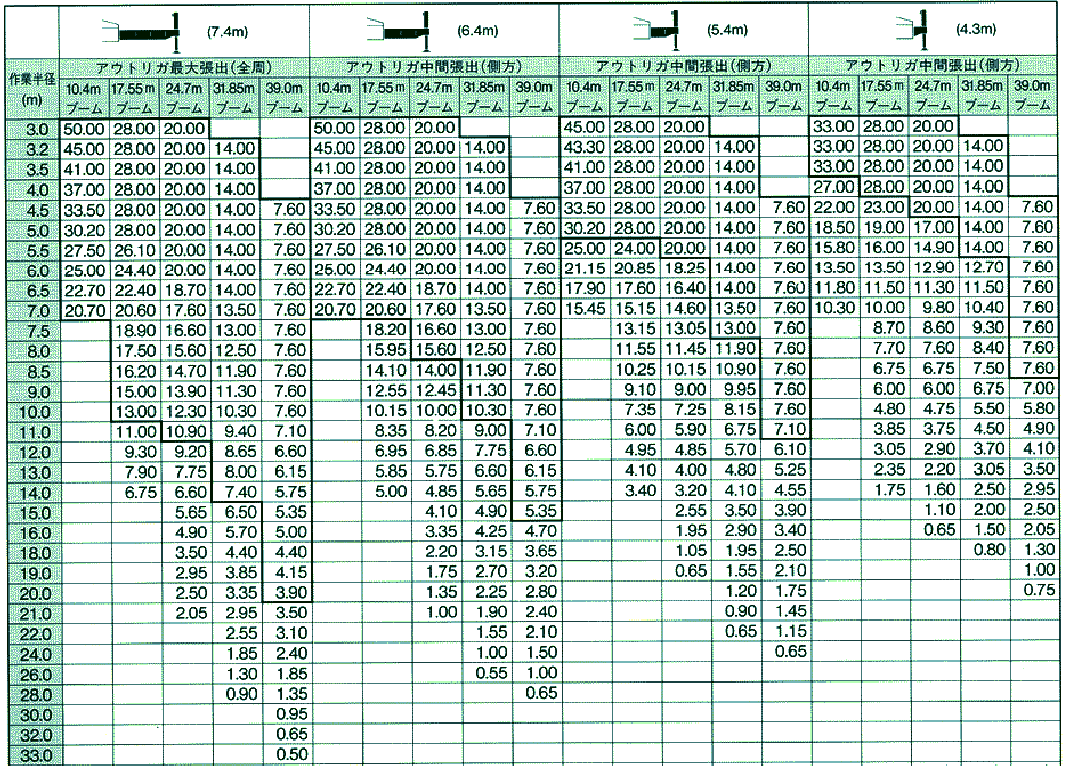 (7.4m) (6.4m) (5.4m) (4.3m)
作業半径 (m) アウトリガ最大張出(全周) アウトリガ中間張出(側方) アウトリガ中間張出(側方) アウトリガ中間張出(側方)
10.4m 17.55m 24.7m 31.85m 39.0m 10.4m 17.55m 24.7m 31.85m 39.0m 10.4m 17.55m 24.7m 31.85m 39.0m 10.4m 17.55m 24.7m 31.85m 39.0m
ブーム ブーム ブーム ブーム ブーム ブーム ブーム ブーム ブーム ブーム ブーム ブーム ブーム ブーム ブーム ブーム ブーム ブーム ブーム ブーム
3.0 50.00 28.00 20.00 50.00 28.00 20.00 45.00 28.00 20.00 33.00 28.00 20.00
3.2 45.00 28.00 20.00 14.00 45.00 28.00 20.00 14.00 43.30 28.00 20.00 14.00 33.00 28.00 20.00 14.00
3.5 41.00 28.00 20.00 14.00 41.00 28.00 20.00 14.00 41.00 28.00 20.00 14.00 33.00 28.00 20.00 14.00
4.0 37.00 28.00 20.00 14.00 37.00 28.00 20.00 14.00 37.00 28.00 20.00 14.00 27.00 28.00 20.00 14.00
4.5 33.50 28.00 20.00 14.00 7.60 33.50 28.00 20.00 14.00 7.60 33.50 28.00 20.00 14.00 7.60 22.00 23.00 20.00 14.00 7.60
5.0 30.20 28.00 20.00 14.00 7.60 30.20 28.00 20.00 14.00 7.60 30.20 28.00 20.00 14.00 7.60 18.50 19.00 17.00 14.00 7.60
5.5 27.50 26.10 20.00 14.00 7.60 27.50 26.10 20.00 14.00 7.60 25.00 24.00 20.00 14.00 7.60 15.80 16.00 14.90 14.00 7.60
6.0 25.00 24.40 20.00 14.00 7.60 25.00 24.40 20.00 14.00 7.60 21.15 20.85 18.25 14.00 7.60 13.50 13.50 12.90 12.70 7.60
6.5 22.70 22.40 18.70 14.00 7.60 22.70 22.40 18.70 14.00 7.60 17.90 17.60 16.40 14.00 7.60 11.80 11.50 11.30 11.50 7.60
7.0 20.70 20.60 17.60 13.50 7.60 20.70 20.60 17.60 13.50 7.60 15.45 15.15 14.60 13.50 7.60 10.30 10.00 9.80 10.40 7.60
7.5 18.90 16.60 13.00 7.60 18.20 16.60 13.00 7.60 13.15 13.05 13.00 7.60 8.70 8.60 9.30 7.60
8.0 17.50 15.60 12.50 7.60 15.95 15.60 12.50 7.60 11.55 11.45 11.90 7.60 7.70 7.60 8.40 7.60
8.5 16.20 14.70 11.90 7.60 14.10 14.00 11.90 7.60 10.25 10.15 10.90 7.60 6.75 6.75 7.50 7.60
9.0 15.00 13.90 11.30 7.60 12.55 12.45 11.30 7.60 9.10 9.00 9.95 7.60 6.00 6.00 6.75 7.00
10.0 13.00 12.30 10.30 7.60 10.15 10.00 10.30 7.60 7.35 7.25 8.15 7.60 4.80 4.75 5.50 5.80
11.0 11.00 10.90 9.40 7.10 8.35 8.20 9.00 7.10 6.00 5.90 6.75 7.10 3.85 3.75 4.50 4.90
12.0 9.30 9.20 8.65 6.60 6.95 6.85 7.75 6.60 4.95 4.85 5.70 6.10 3.05 2.90 3.70 4.10
13.0 7.90 7.75 8.00 6.15 5.85 5.75 6.60 6.15 4.10 4.00 4.80 5.25 2.35 2.20 3.05 3.50
14.0 6.75 6.60 7.40 5.75 5.00 4.85 5.65 5.75 3.40 3.20 4.10 4.55 1.75 1.60 2.50 2.95
15.0 5.65 6.50 5.35 4.10 4.90 5.35 2.55 3.50 3.90 1.10 2.00 2.50
16.0 4.90 5.70 5.00 3.35 4.25 4.70 1.95 2.90 3.40 0.65 1.50 2.05
18.0 3.50 4.40 4.40 2.20 3.15 3.65 1.05 1.95 2.50 0.80 1.30
19.0 2.95 3.85 4.15 1.75 2.70 3.20 0.65 1.55 2.10 1.00
20.0 2.50 3.35 3.90 1.35 2.25 2.80 1.20 1.75 0.75
21.0 2.05 2.95 3.50 1.00 1.90 2.40 0.90 1.45
22.0 2.55 3.10 1.55 2.10 0.65 1.15
24.0 1.85 2.40 1.00 1.50 0.65
26.0 1.30 1.85 0.55 1.00
28.0 0.90 1.35 0.65
30.0 0.95
32.0 0.65
33.0 0.50